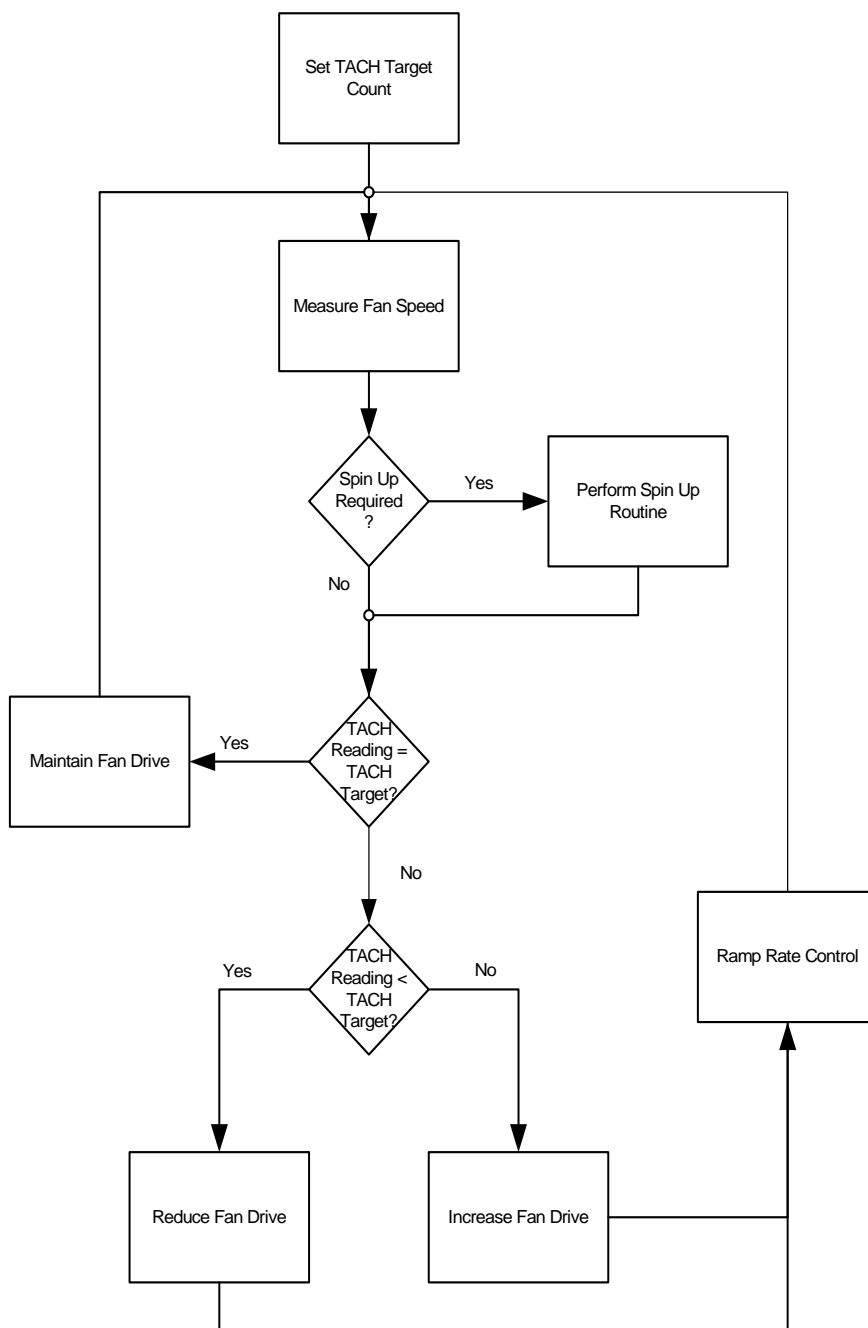 Set TACH Target
Count
Measure Fan Speed
Spin Up
Required
?
Yes
Perform Spin Up
Routine
No
TACH
Reading =
TACH
Target?
Yes
Maintain Fan Drive
No
TACH
Reading <
TACH
Target?
Yes
No
Ramp Rate Control
Reduce Fan Drive
Increase Fan Drive